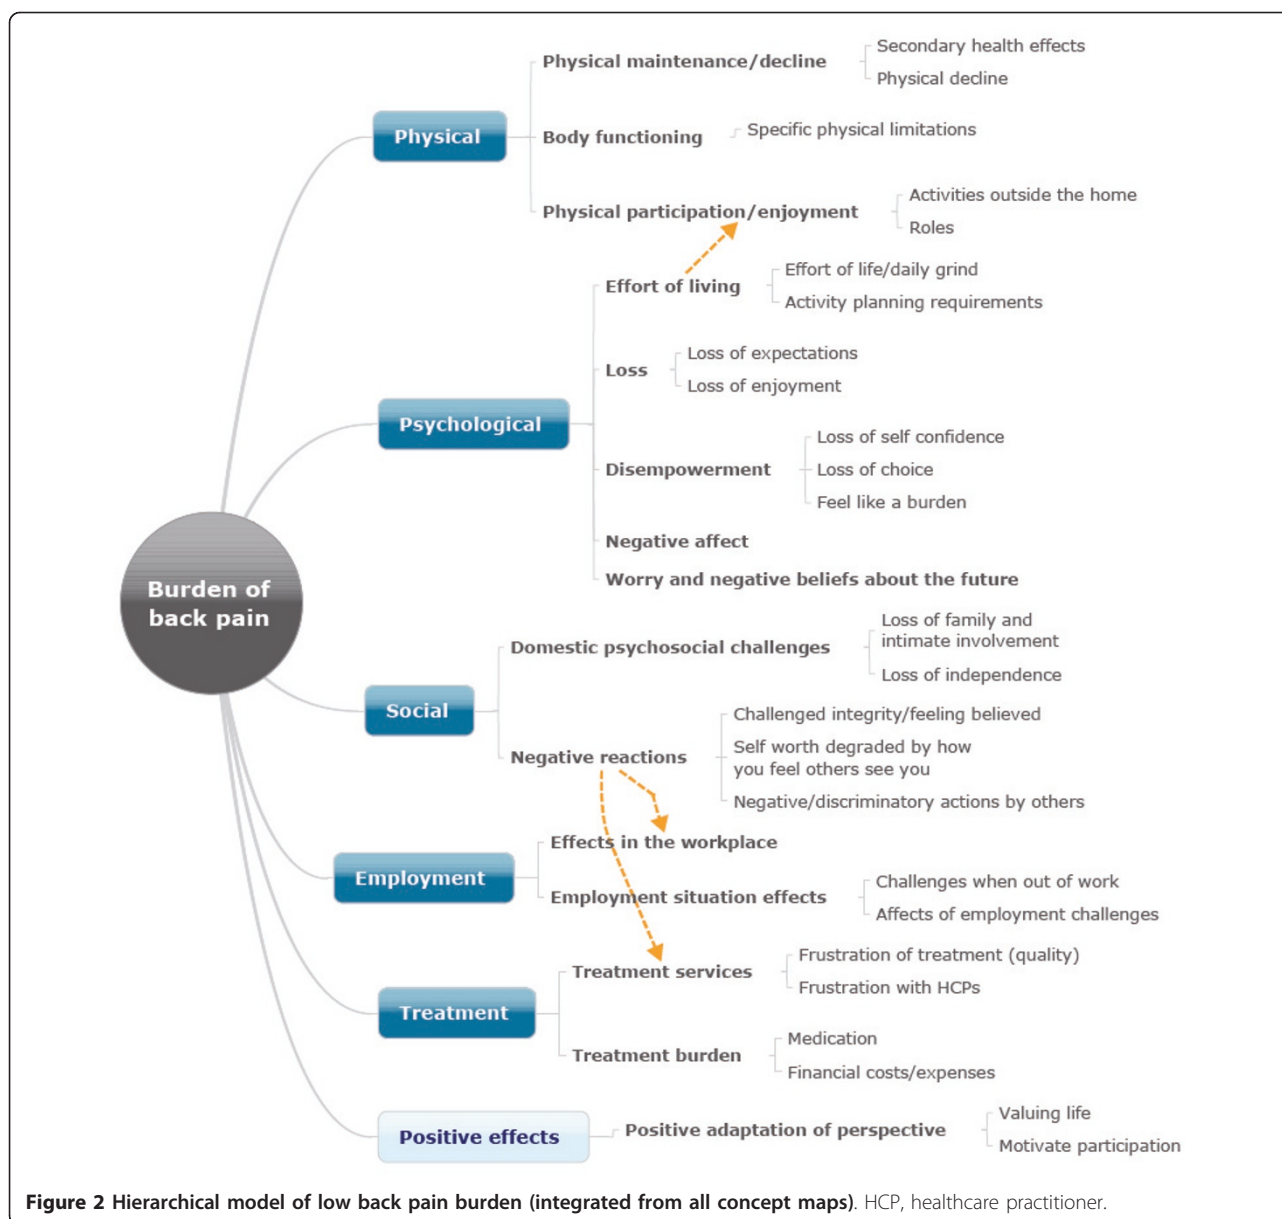 Physical
Physical maintenance/decline
Secondary health effects
Physical decline
Body functioning
Specific physical limitations
Physical participation/enjoyment
Activities outside the home
Roles
Psychological
Effort of living
Effort of life/daily grind
Activity planning requirements
Loss
Loss of expectations
Loss of enjoyment
Disempowerment
Loss of self confidence
Loss of choice
Feel like a burden
Negative affect
Worry and negative beliefs about the future
Burden of
back pain
Social
Domestic psychosocial challenges
Loss of family and
intimate involvement
Loss of independence
Negative reactions
Challenged integrity/feeling believed
Self worth degraded by how
you feel others see you
Negative/discriminatory actions by others
Employment
Effects in the workplace
Employment situation effects
Challenges when out of work
Affects of employment challenges
Treatment
Treatment services
Frustration of treatment (quality)
Frustration with HCPs
Treatment burden
Medication
Financial costs/expenses
Positive effects
Positive adaptation of perspective
Valuing life
Motivate participation
Figure 2 Hierarchical model of low back pain burden (integrated from all concept maps). HCP, healthcare practitioner.